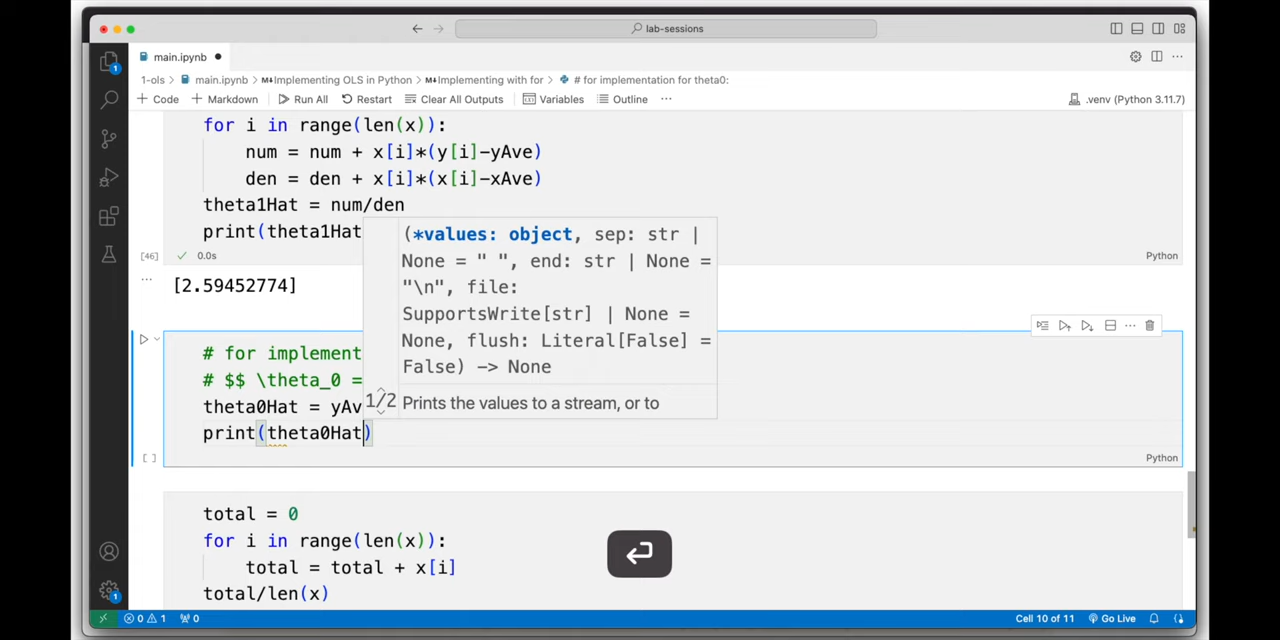 lab-sessions
main.ipynb
1-ols > main.ipynb > M↓Implementing OLS in Python > M↓Implementing with for > # for implementation for theta0:
+ Code + Markdown Run All Restart Clear All Outputs Variables Outline ... .venv (Python 3.11.7)
for i in range(len(x)):
num = num + x[i]*(y[i]-yAve)
den = den + x[i]*(x[i]-xAve)
theta1Hat = num/den
print(theta1Hat
(*values: object, sep: str |
None = " ", end: str | None =
"\n", file:
SupportsWrite[str] | None =
None, flush: Literal[False] =
False) -> None
1/2 Prints the values to a stream, or to
[46] 0.0s Python
[2.59452774]
# for implement
# $$ \theta_0 =
theta0Hat = yAv
print(theta0Hat)
[ ] Python
total = 0
for i in range(len(x)):
total = total + x[i]
total/len(x)
1
1
0 1 0 Cell 10 of 11 Go Live